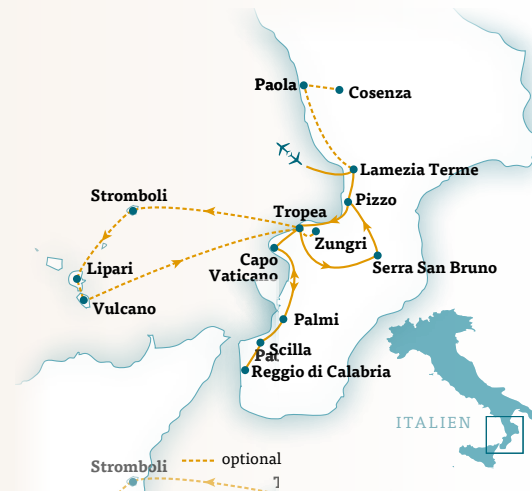 Paola
Cosenza
Lamezia Terme
Stromboli
Pizzo
Tropea
Zungri
Capo
Vaticano
Serra San Bruno
Lipari
Vulcano
Palmi
Scilla
Reggio di Calabria
ITALIEN
Stromboli
optional